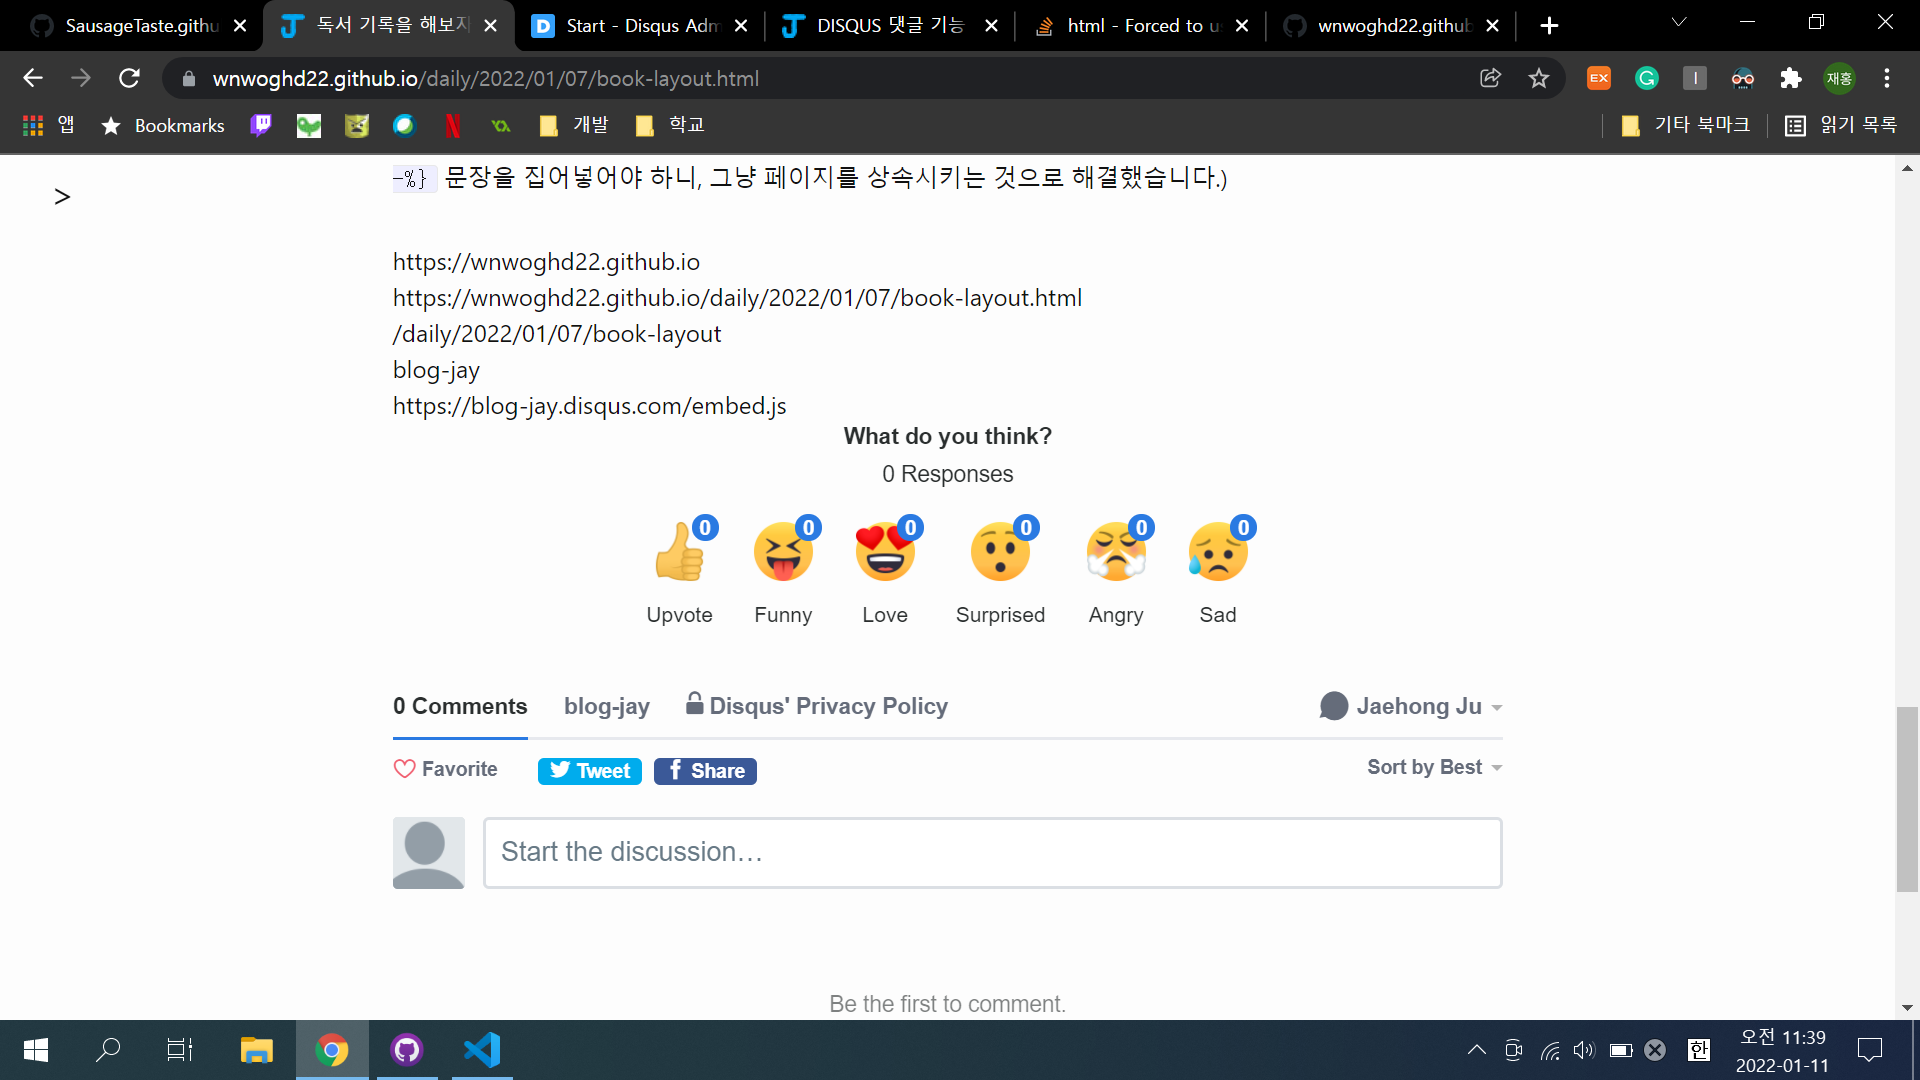 SausageTaste.githu
독서 기록을 해보자
Start - Disqus Adm
DISQUS 댓글 기능
html - Forced to u
wnwoghd22.github
wnwoghd22.github.io/daily/2022/01/07/book-layout.html
EX
재홍
앱
Bookmarks
개발
학교
기타 북마크
읽기 목록
>
-%} 문장을 집어넣어야 하니, 그냥 페이지를 상속시키는 것으로 해결했습니다.)
https://wnwoghd22.github.io
https://wnwoghd22.github.io/daily/2022/01/07/book-layout.html
/daily/2022/01/07/book-layout
blog-jay
https://blog-jay.disqus.com/embed.js
What do you think?
0 Responses
0 0 0 0 0 0
Upvote Funny Love Surprised Angry Sad
0 Comments blog-jay Disqus' Privacy Policy Jaehong Ju
Favorite Tweet Share Sort by Best
Start the discussion…
Be the first to comment.
한
오전 11:39
2022-01-11